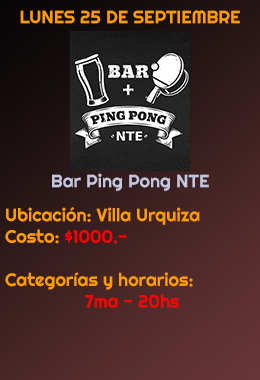 LUNES 25 DE SEPTIEMBRE
BAR
+
PING PONG
· NTE ·
Bar Ping Pong NTE
Ubicación: Villa Urquiza
Costo: $1000.-
Categorías y horarios:
7ma - 20hs